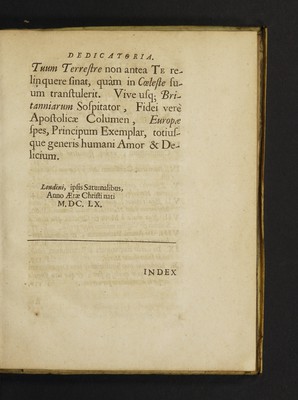 DEDICATORIA.
Tuum Terrestre non antea TE re-
linquere sinat, quàm in Cœleste su-
um transtulerit. Vive usq; Bri-
tanniarum Sospitator, Fidei verè
Apostolicæ Columen, Europæ
spes, Principum Exemplar, totius-
que generis humani Amor & De-
licium.
Londini, ipsis Saturnalibus,
Anno Æræ Christi nati
M.DC.LX.
INDEX